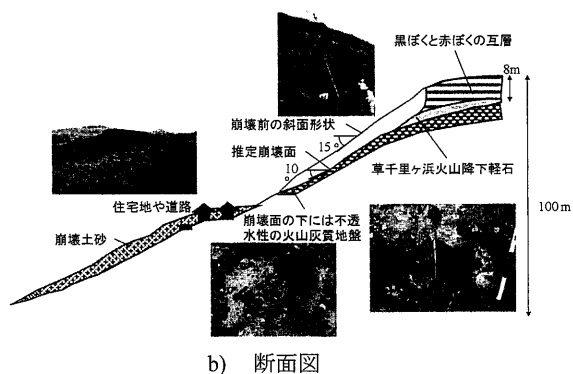 黒ぼくと赤ぼくの互層
8m
崩壊前の斜面形状
15°
推定崩壊面
10°
草千里ヶ浜火山降下軽石
住宅地や道路
崩壊面の下には不透
水性の火山灰質地盤
100m
崩壊土砂
b) 断面図